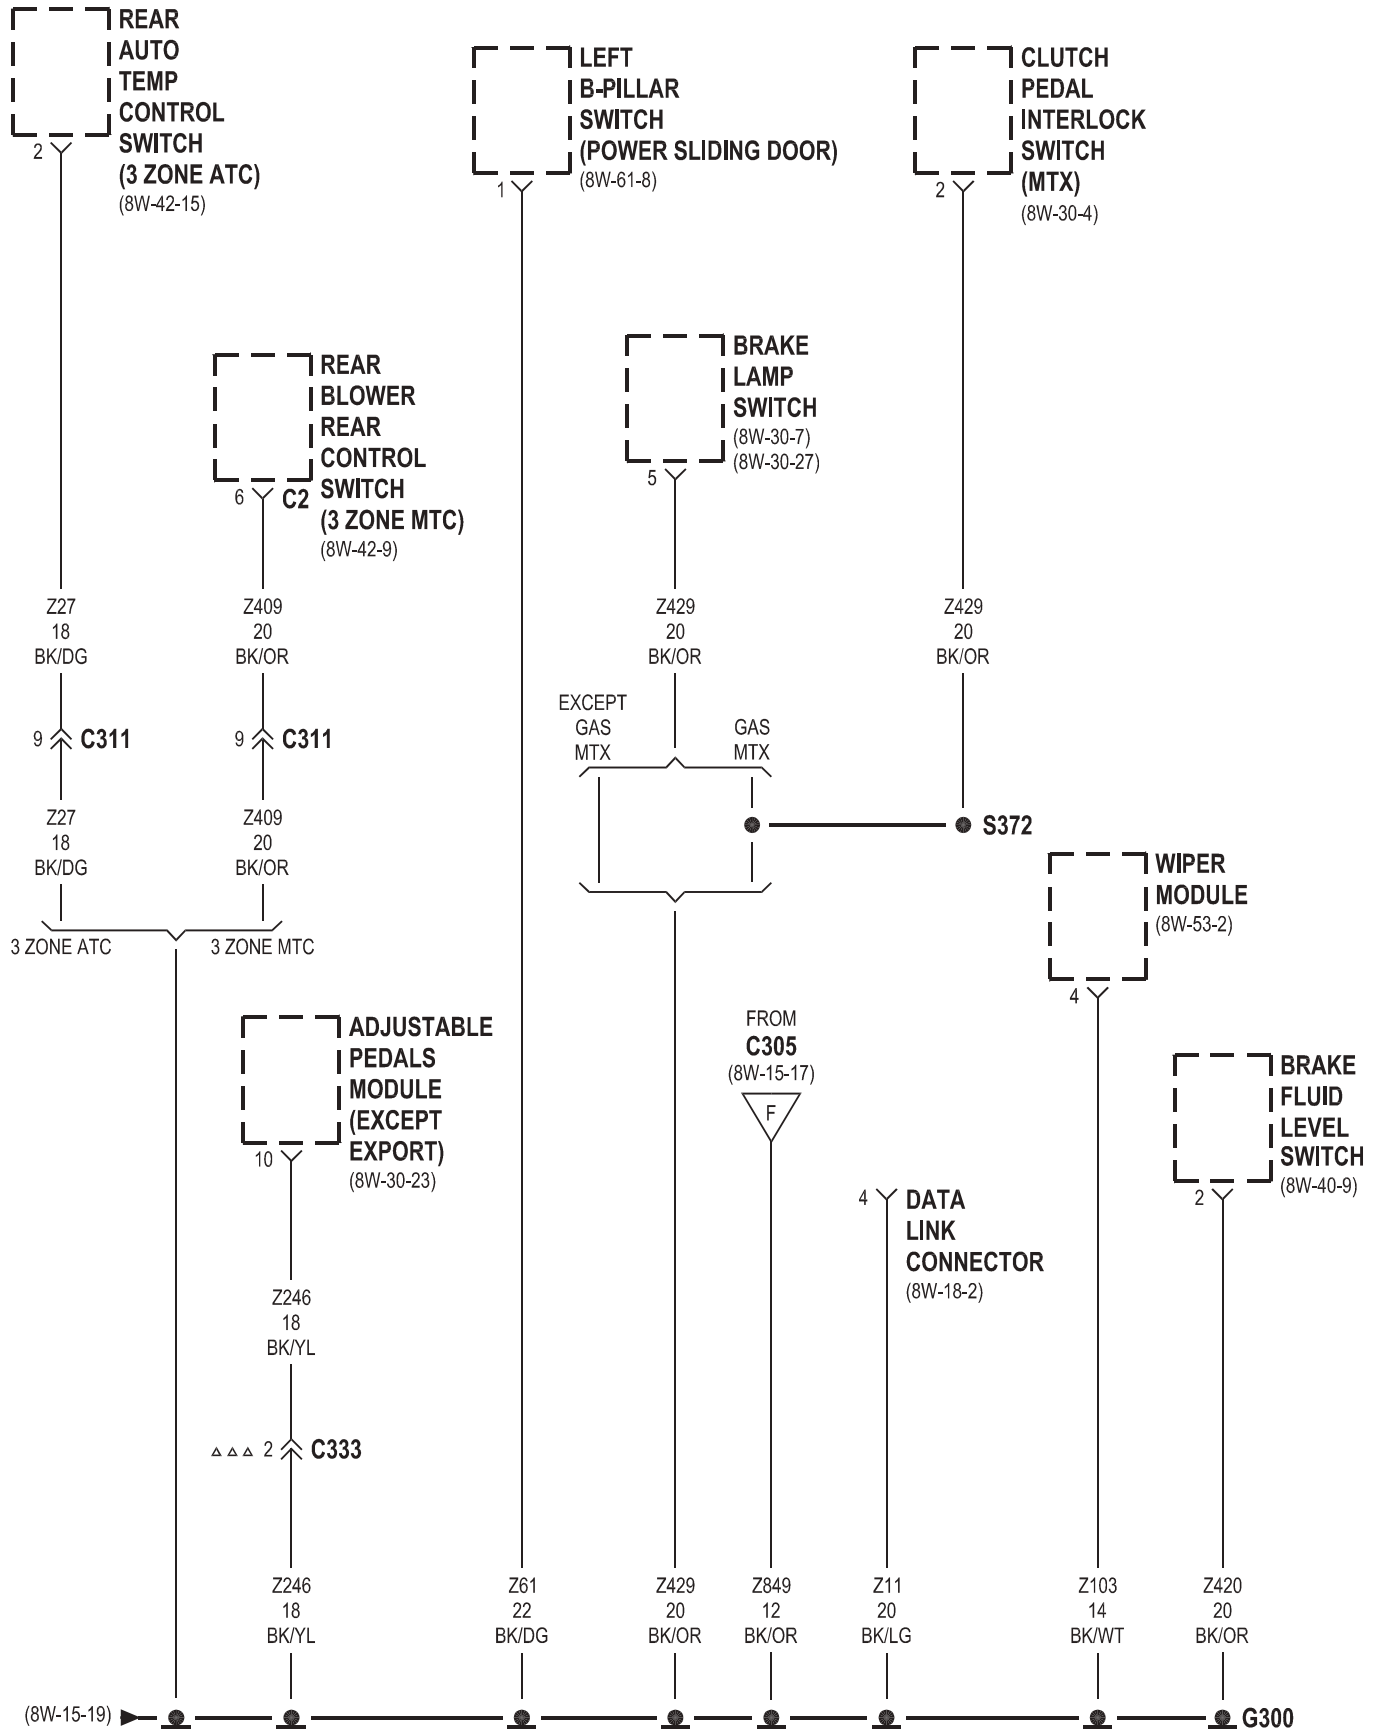 REAR
AUTO
TEMP
CONTROL
SWITCH
(3 ZONE ATC)
(8W-42-15)
2
LEFT
B-PILLAR
SWITCH
(POWER SLIDING DOOR)
(8W-61-8)
1
CLUTCH
PEDAL
INTERLOCK
SWITCH
(MTX)
(8W-30-4)
2
REAR
BLOWER
REAR
CONTROL
SWITCH
(3 ZONE MTC)
(8W-42-9)
6 C2
BRAKE
LAMP
SWITCH
(8W-30-7)
(8W-30-27)
5
Z27
18
BK/DG
Z409
20
BK/OR
Z429
20
BK/OR
Z429
20
BK/OR
9 C311
9 C311
EXCEPT
GAS
MTX
GAS
MTX
Z27
18
BK/DG
Z409
20
BK/OR
S372
3 ZONE ATC
3 ZONE MTC
WIPER
MODULE
(8W-53-2)
4
ADJUSTABLE
PEDALS
MODULE
(EXCEPT
EXPORT)
(8W-30-23)
10
FROM
C305
(8W-15-17)
F
BRAKE
FLUID
LEVEL
SWITCH
(8W-40-9)
2
4 DATA
LINK
CONNECTOR
(8W-18-2)
Z246
18
BK/YL
2 C333
Z246
18
BK/YL
Z61
22
BK/DG
Z429
20
BK/OR
Z849
12
BK/OR
Z11
20
BK/LG
Z103
14
BK/WT
Z420
20
BK/OR
(8W-15-19)
G300